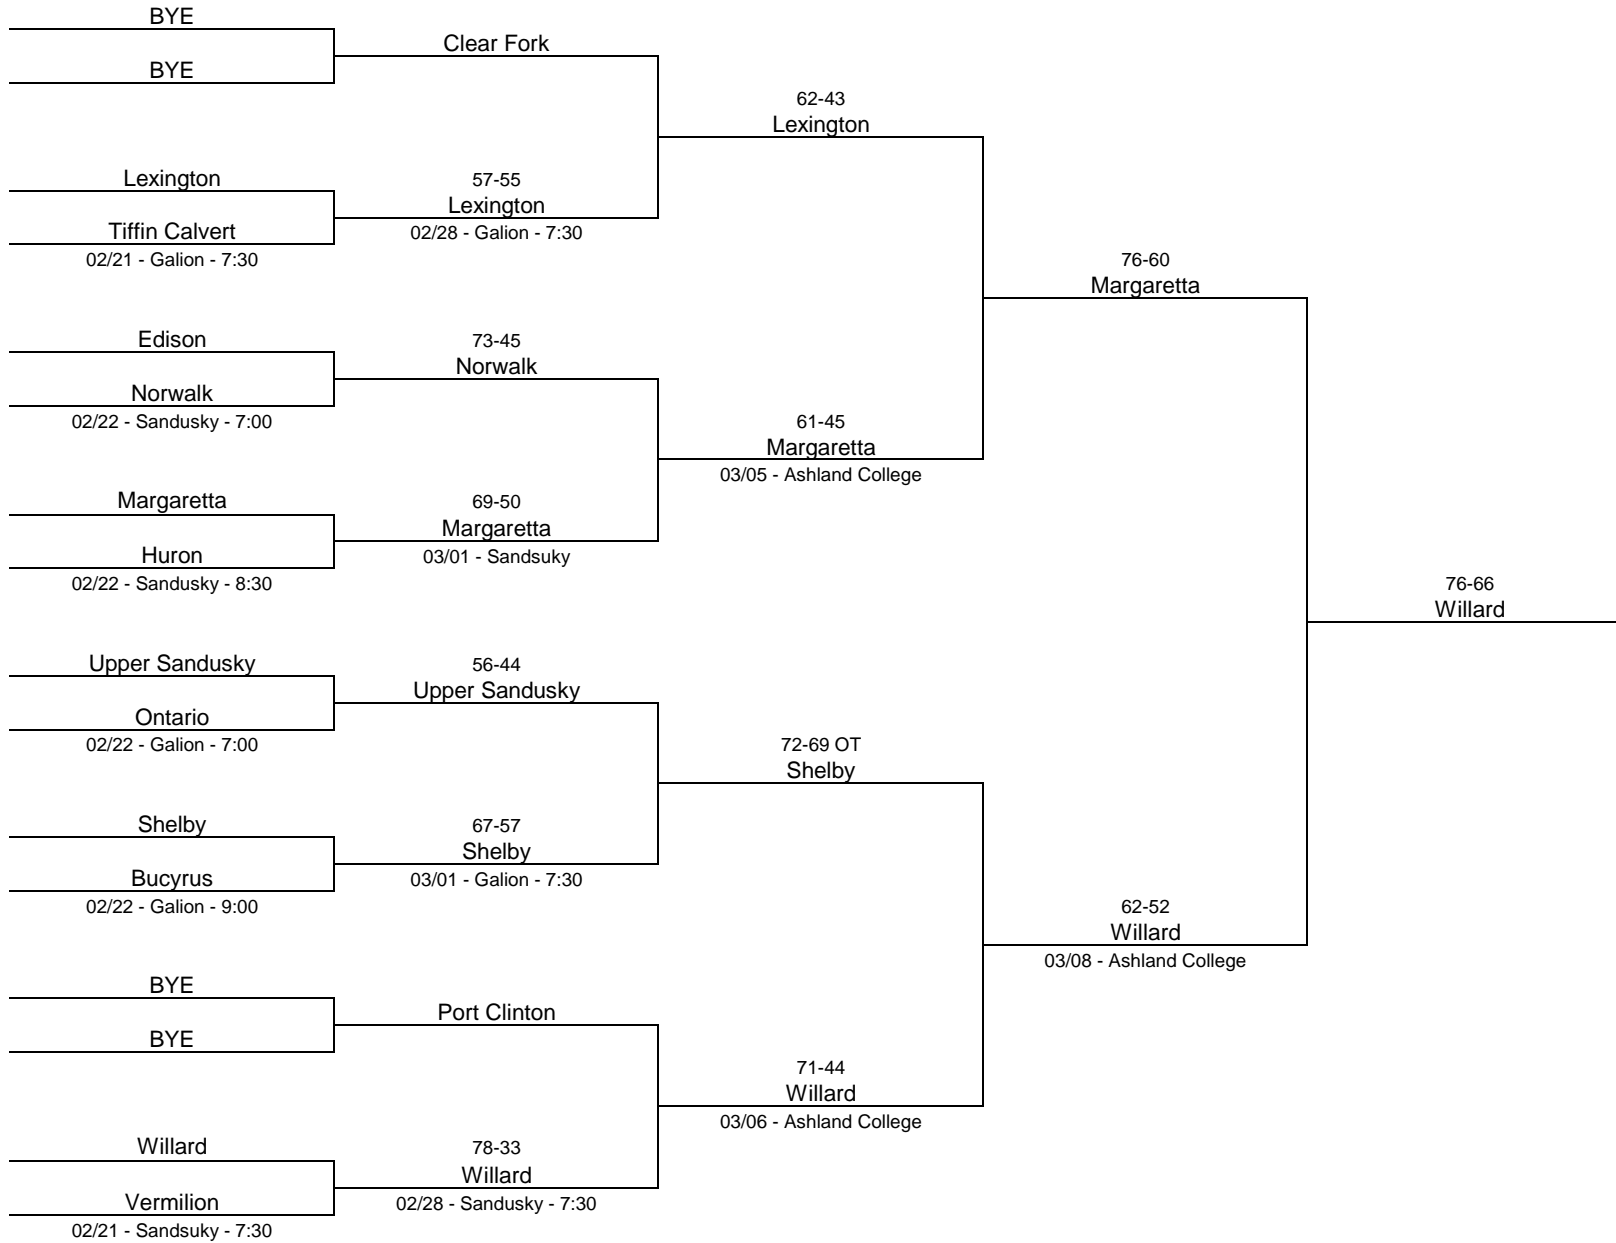 BYE
BYE
Clear Fork
62-43
Lexington
Lexington
Tiffin Calvert
02/21 - Galion - 7:30
57-55
Lexington
02/28 - Galion - 7:30
76-60
Margaretta
Edison
Norwalk
02/22 - Sandusky - 7:00
73-45
Norwalk
61-45
Margaretta
03/05 - Ashland College
Margaretta
Huron
02/22 - Sandusky - 8:30
69-50
Margaretta
03/01 - Sandsuky
76-66
Willard
Upper Sandusky
Ontario
02/22 - Galion - 7:00
56-44
Upper Sandusky
72-69 OT
Shelby
Shelby
Bucyrus
02/22 - Galion - 9:00
67-57
Shelby
03/01 - Galion - 7:30
62-52
Willard
03/08 - Ashland College
BYE
BYE
Port Clinton
71-44
Willard
03/06 - Ashland College
Willard
Vermilion
02/21 - Sandsuky - 7:30
78-33
Willard
02/28 - Sandusky - 7:30